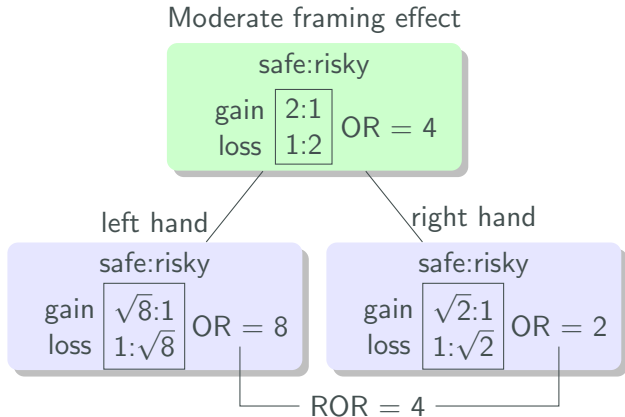 Moderate framing effect
safe:risky
gain 2:1
loss 1:2
OR = 4
left hand
right hand
safe:risky
gain √8:1
loss 1:√8
OR = 8
safe:risky
gain √2:1
loss 1:√2
OR = 2
ROR = 4